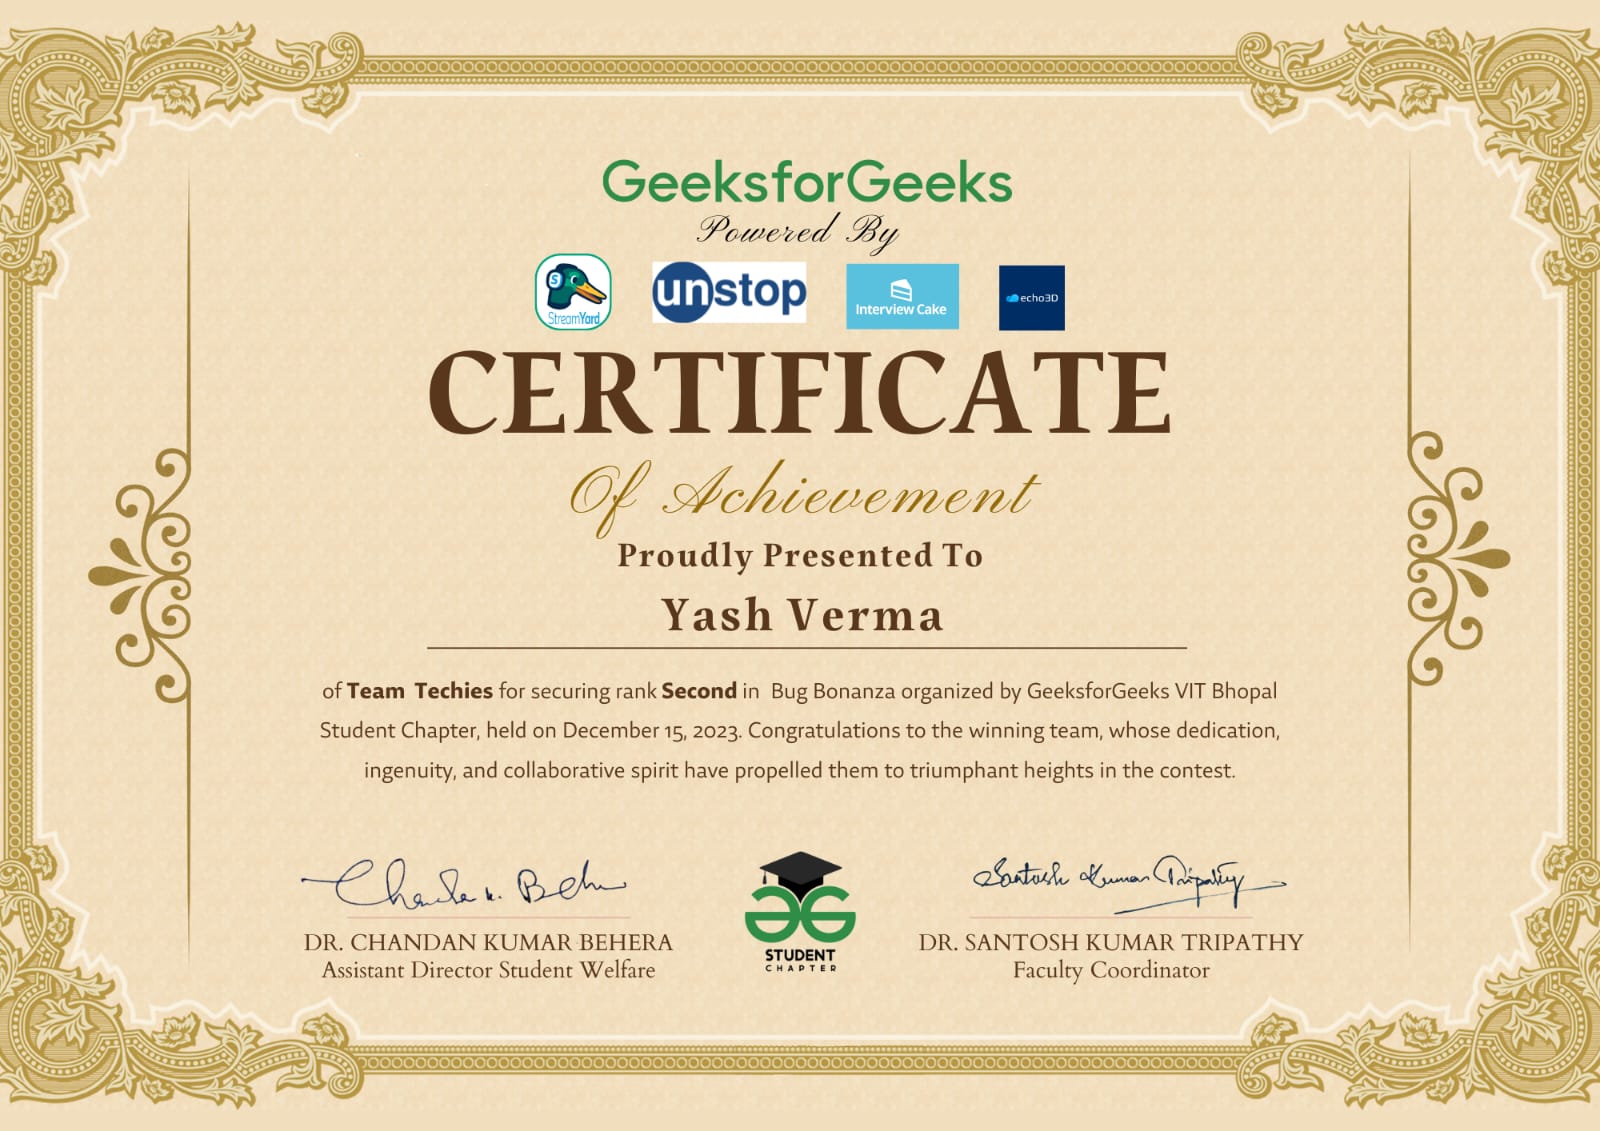 GeeksforGeeks
Powered By
S
StreamYard
unstop
Interview Cake
echo3D
CERTIFICATE
Of Achievement
Proudly Presented To
Yash Verma
of Team Techies for securing rank Second in Bug Bonanza organized by GeeksforGeeks VIT Bhopal
Student Chapter, held on December 15, 2023. Congratulations to the winning team, whose dedication,
ingenuity, and collaborative spirit have propelled them to triumphant heights in the contest.
Santosh Kumar Tripathy
DR. CHANDAN KUMAR BEHERA
Assistant Director Student Welfare
STUDENT
CHAPTER
DR. SANTOSH KUMAR TRIPATHY
Faculty Coordinator